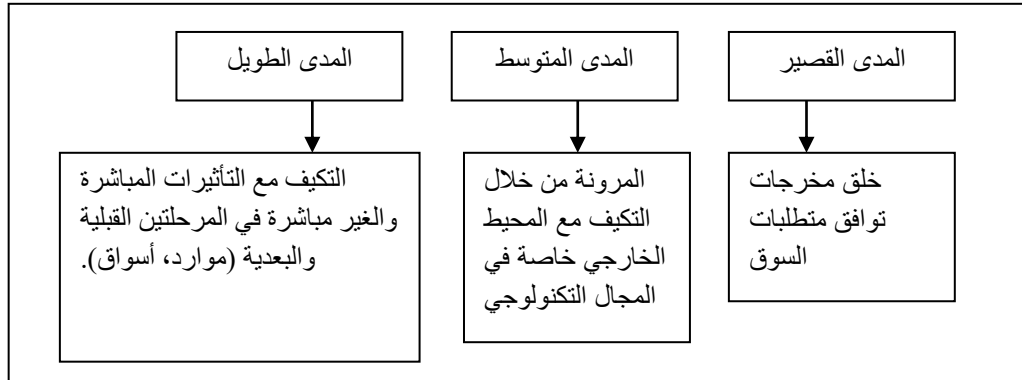 المدى القصير
المدى المتوسط
المدى الطويل
خلق مخرجات
توافق متطلبات
السوق
المرونة من خلال
التكيف مع المحيط
الخارجي خاصة في
المجال التكنولوجي
التكيف مع التأثيرات المباشرة
والغير مباشرة في المرحلتين القبلية
والبعدية (موارد، أسواق).